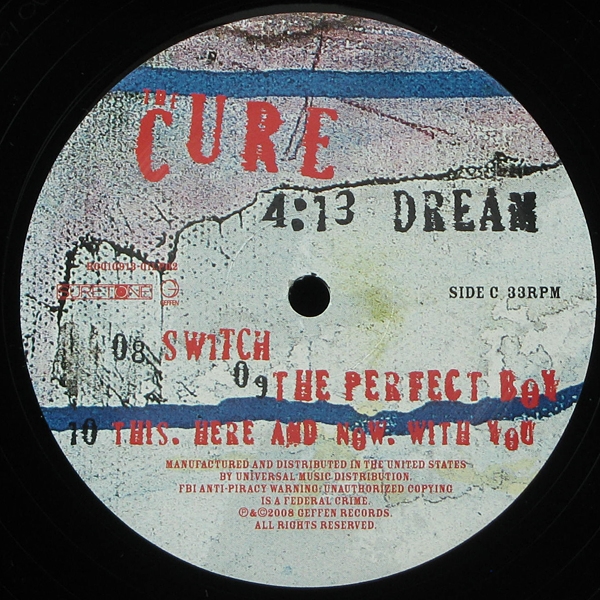 THE
CURE
4:13 DREAM
SURETONE GEFFEN
SIDE C 33RPM
08 SWITCH
09 THE PERFECT BOY
10 THIS. HERE AND NOW. WITH YOU
MANUFACTURED AND DISTRIBUTED IN THE UNITED STATES
BY UNIVERSAL MUSIC DISTRIBUTION.
FBI ANTI-PIRACY WARNING: UNAUTHORIZED COPYING
IS A FEDERAL CRIME.
℗&©2008 GEFFEN RECORDS.
ALL RIGHTS RESERVED.